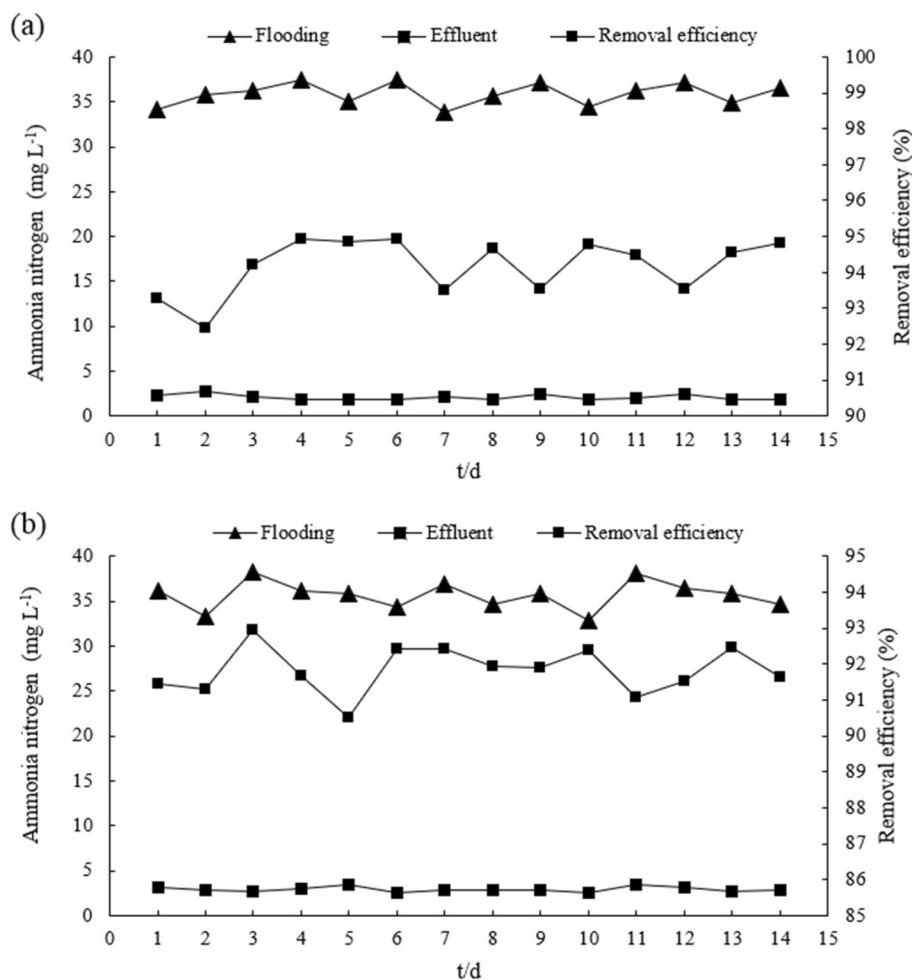 (a)
Flooding Effluent Removal efficiency
40 100
35 99
98
30 97
25 96
20 95
15 94
93
10 92
5 91
0 90
Ammonia nitrogen (mg L-1)
Removal efficiency (%)
0 1 2 3 4 5 6 7 8 9 10 11 12 13 14 15
t/d
(b)
Flooding Effluent Removal efficiency
40 95
35 94
93
30 92
25 91
20 90
15 89
88
10 87
5 86
0 85
Ammonia nitrogen (mg L-1)
Removal efficiency (%)
0 1 2 3 4 5 6 7 8 9 10 11 12 13 14 15
t/d